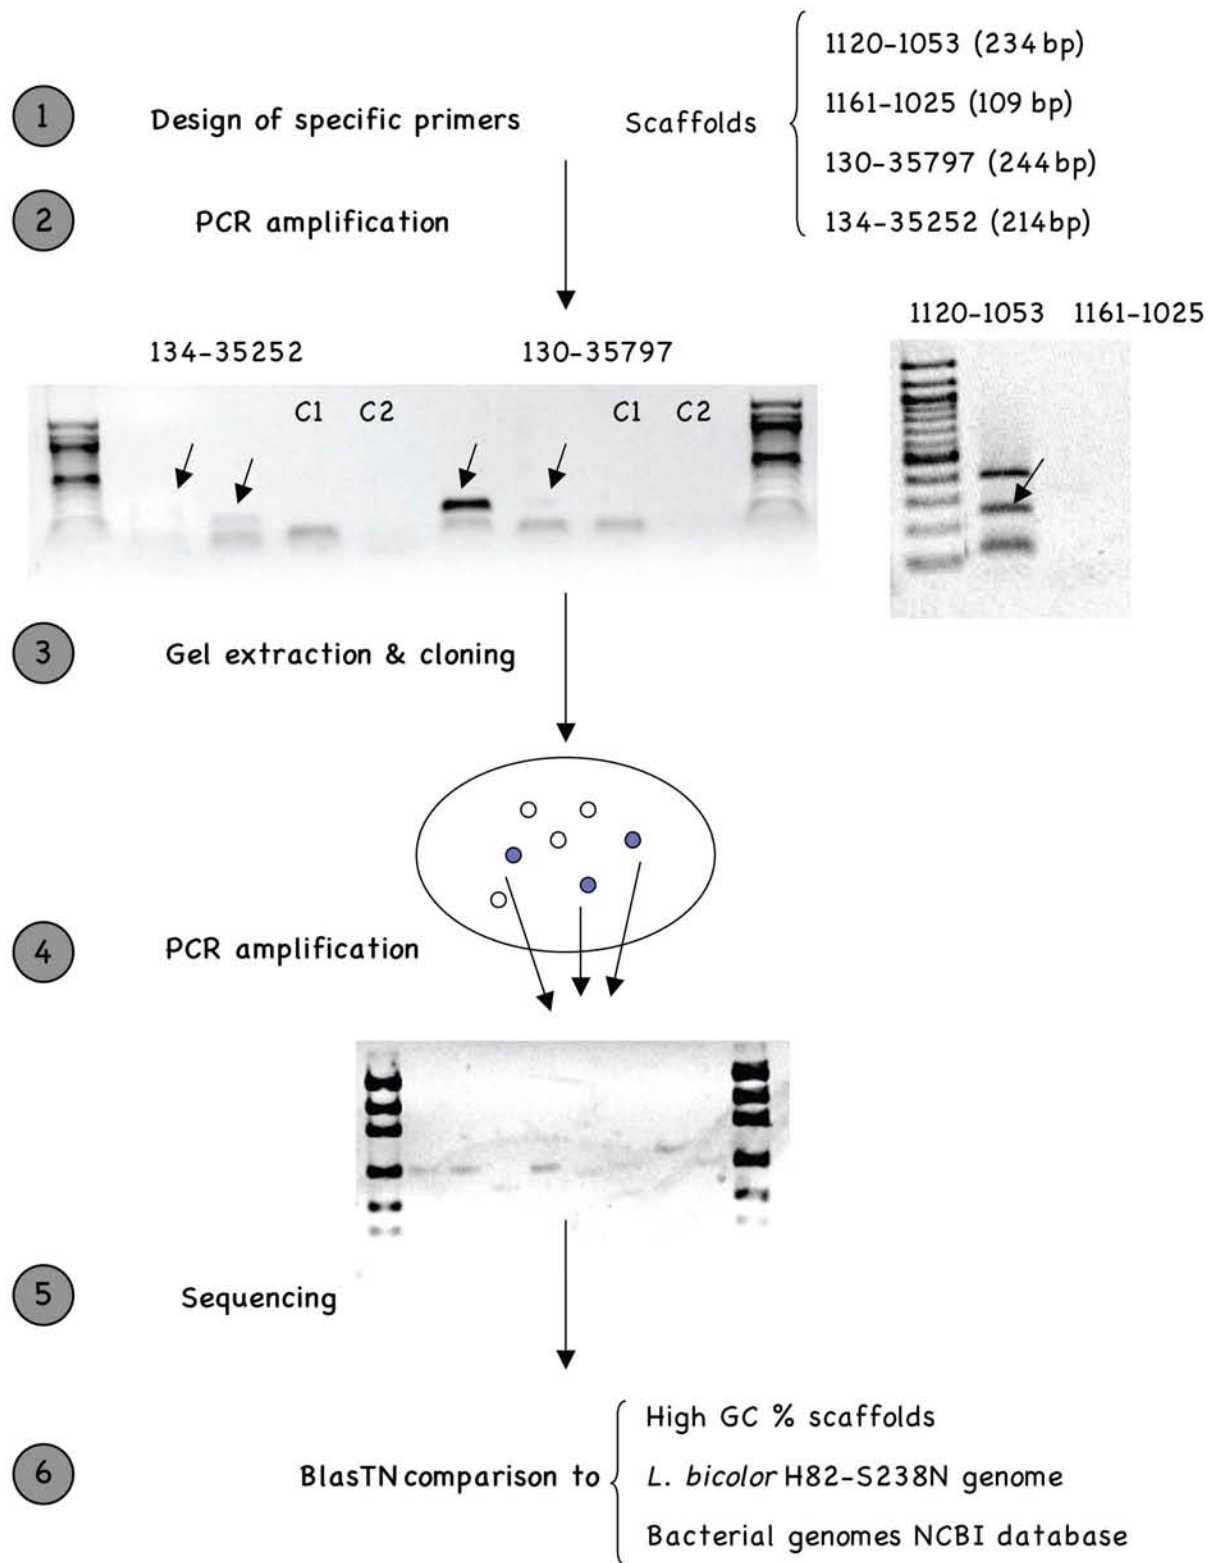 1
Design of specific primers
Scaffolds
1120-1053 (234 bp)
1161-1025 (109 bp)
130-35797 (244 bp)
134-35252 (214bp)
2
PCR amplification
134-35252
130-35797
1120-1053 1161-1025
C1 C2
C1 C2
3
Gel extraction & cloning
4
PCR amplification
5
Sequencing
6
BlasTN comparison to
High GC % scaffolds
L. bicolor H82-S238N genome
Bacterial genomes NCBI database